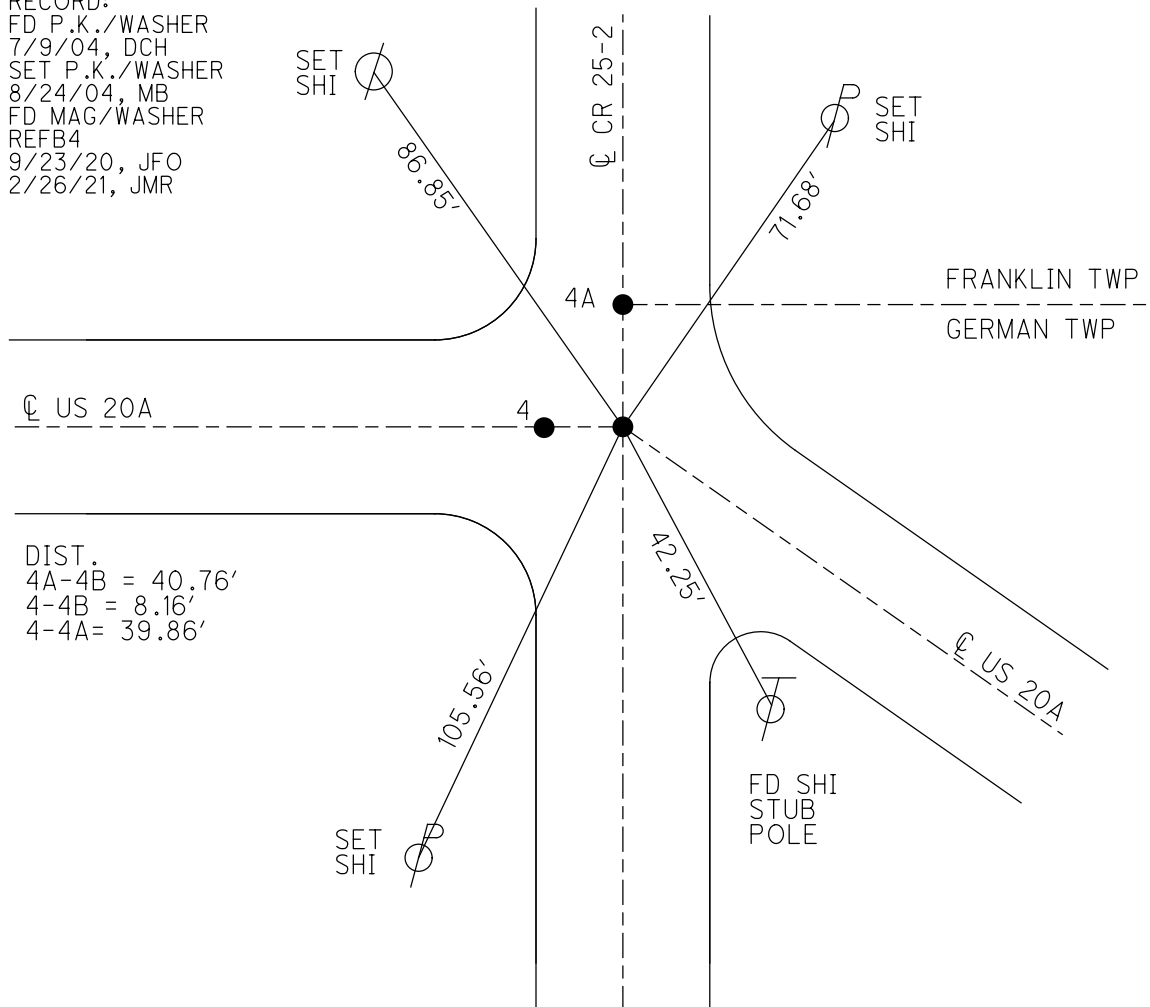 RECORD:
FD P.K./WASHER
7/9/04, DCH
SET P.K./WASHER
8/24/04, MB
FD MAG/WASHER
REFB4
9/23/20, JFO
2/26/21, JMR
SET
SHI
86.85'
℄ CR 25-2
P
SET
SHI
71.68'
4A
FRANKLIN TWP
GERMAN TWP
℄ US 20A
4
DIST.
4A-4B = 40.76'
4-4B = 8.16'
4-4A= 39.86'
42.25'
℄ US 20A
105.56'
T
FD SHI
STUB
POLE
P
SET
SHI